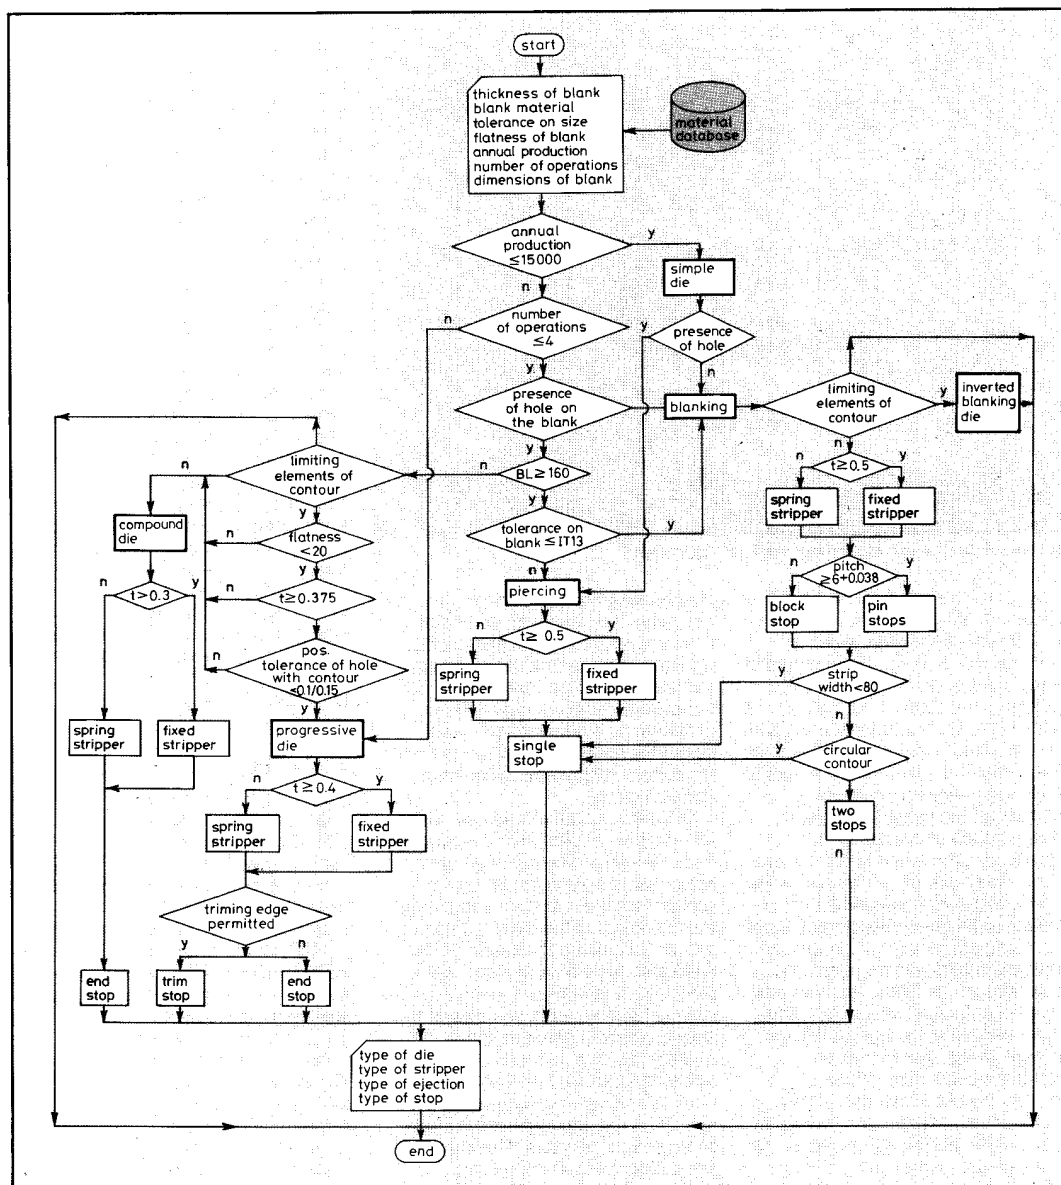 start
thickness of blank
blank material
tolerance on size
flatness of blank
annual production
number of operations
dimensions of blank
material
database
annual
production
≤15000
y
n
simple
die
number
of operations
≤4
n
y
presence
of hole
y
n
presence
of hole on
the blank
y
blanking
limiting
elements of
contour
y
n
inverted
blanking
die
limiting
elements of
contour
n
y
BL≥160
n
y
t≥0.5
n
y
spring
stripper
fixed
stripper
compound
die
flatness
<20
n
y
tolerance on
blank ≤IT13
y
n
pitch
≥6+0.038
n
y
block
stop
pin
stops
t>0.3
n
y
t≥0.375
n
y
piercing
t≥ 0.5
n
y
spring
stripper
fixed
stripper
pos.
tolerance of hole
with contour
≤0.1/0.15
n
y
strip
width<80
y
n
spring
stripper
fixed
stripper
progressive
die
single
stop
circular
contour
y
t≥0.4
n
y
spring
stripper
fixed
stripper
two
stops
n
triming edge
permitted
y
n
end
stop
trim
stop
end
stop
type of die
type of stripper
type of ejection
type of stop
end